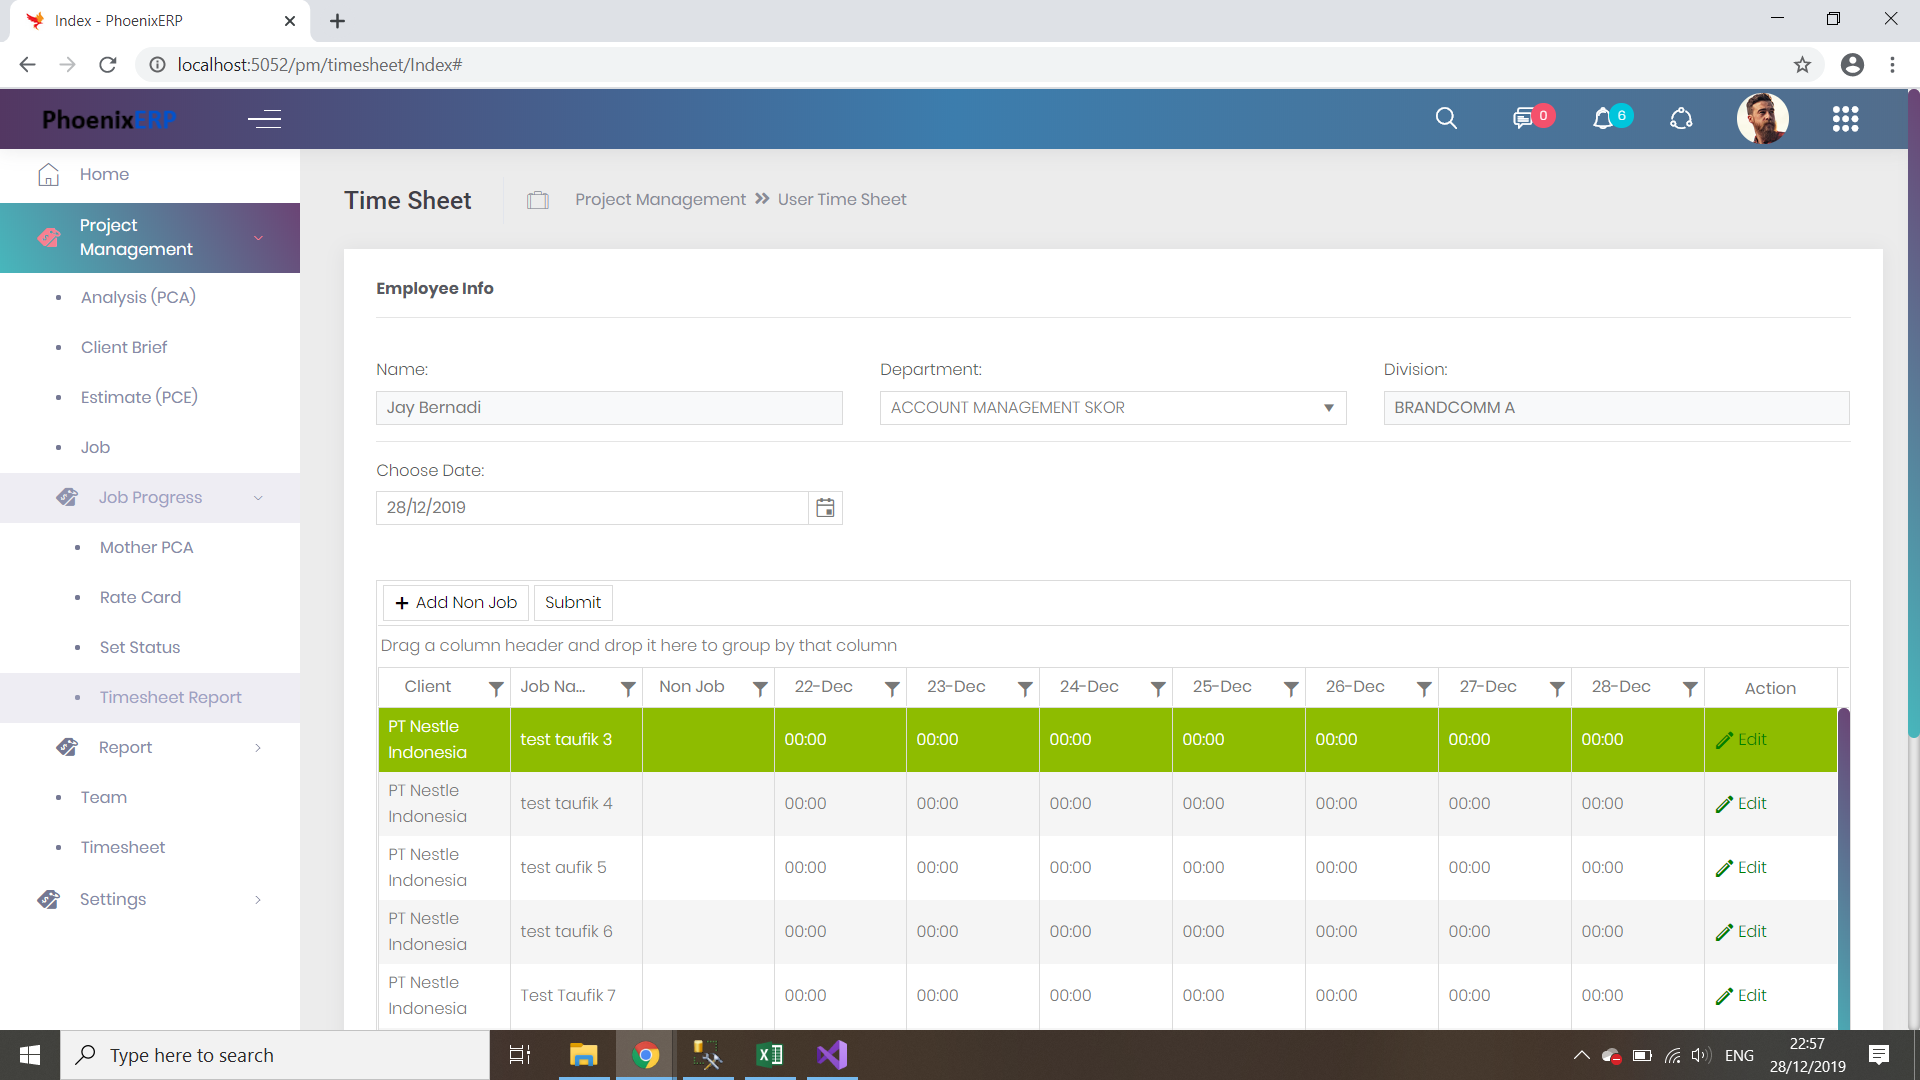 Index - PhoenixERP
localhost:5052/pm/timesheet/Index#
PhoenixERP
0
6
Home
Project
Management
Analysis (PCA)
Client Brief
Estimate (PCE)
Job
Job Progress
Mother PCA
Rate Card
Set Status
Timesheet Report
Report
Team
Timesheet
Settings
Time Sheet
Project Management » User Time Sheet
Employee Info
Name:
Department:
Division:
Jay Bernadi
ACCOUNT MANAGEMENT SKOR
BRANDCOMM A
Choose Date:
28/12/2019
+ Add Non Job
Submit
Drag a column header and drop it here to group by that column
Client Job Na... Non Job 22-Dec 23-Dec 24-Dec 25-Dec 26-Dec 27-Dec 28-Dec Action
PT Nestle
Indonesia
test taufik 3 00:00 00:00 00:00 00:00 00:00 00:00 00:00 Edit
PT Nestle
Indonesia
test taufik 4 00:00 00:00 00:00 00:00 00:00 00:00 00:00 Edit
PT Nestle
Indonesia
test aufik 5 00:00 00:00 00:00 00:00 00:00 00:00 00:00 Edit
PT Nestle
Indonesia
test taufik 6 00:00 00:00 00:00 00:00 00:00 00:00 00:00 Edit
PT Nestle
Indonesia
Test Taufik 7 00:00 00:00 00:00 00:00 00:00 00:00 00:00 Edit
Type here to search
ENG
22:57
28/12/2019